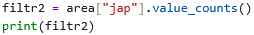 filtr2 = area["jap"].value_counts()
print(filtr2)